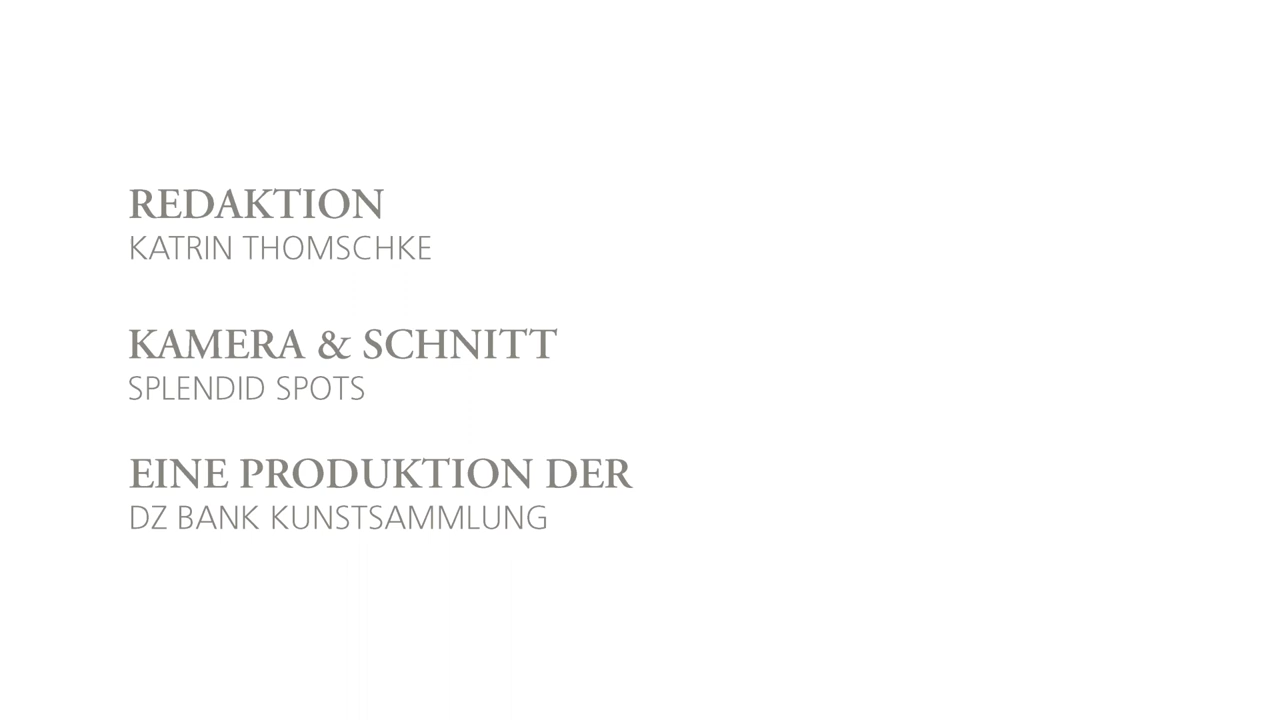 REDAKTION
KATRIN THOMSCHKE
KAMERA & SCHNITT
SPLENDID SPOTS
EINE PRODUKTION DER
DZ BANK KUNSTSAMMLUNG